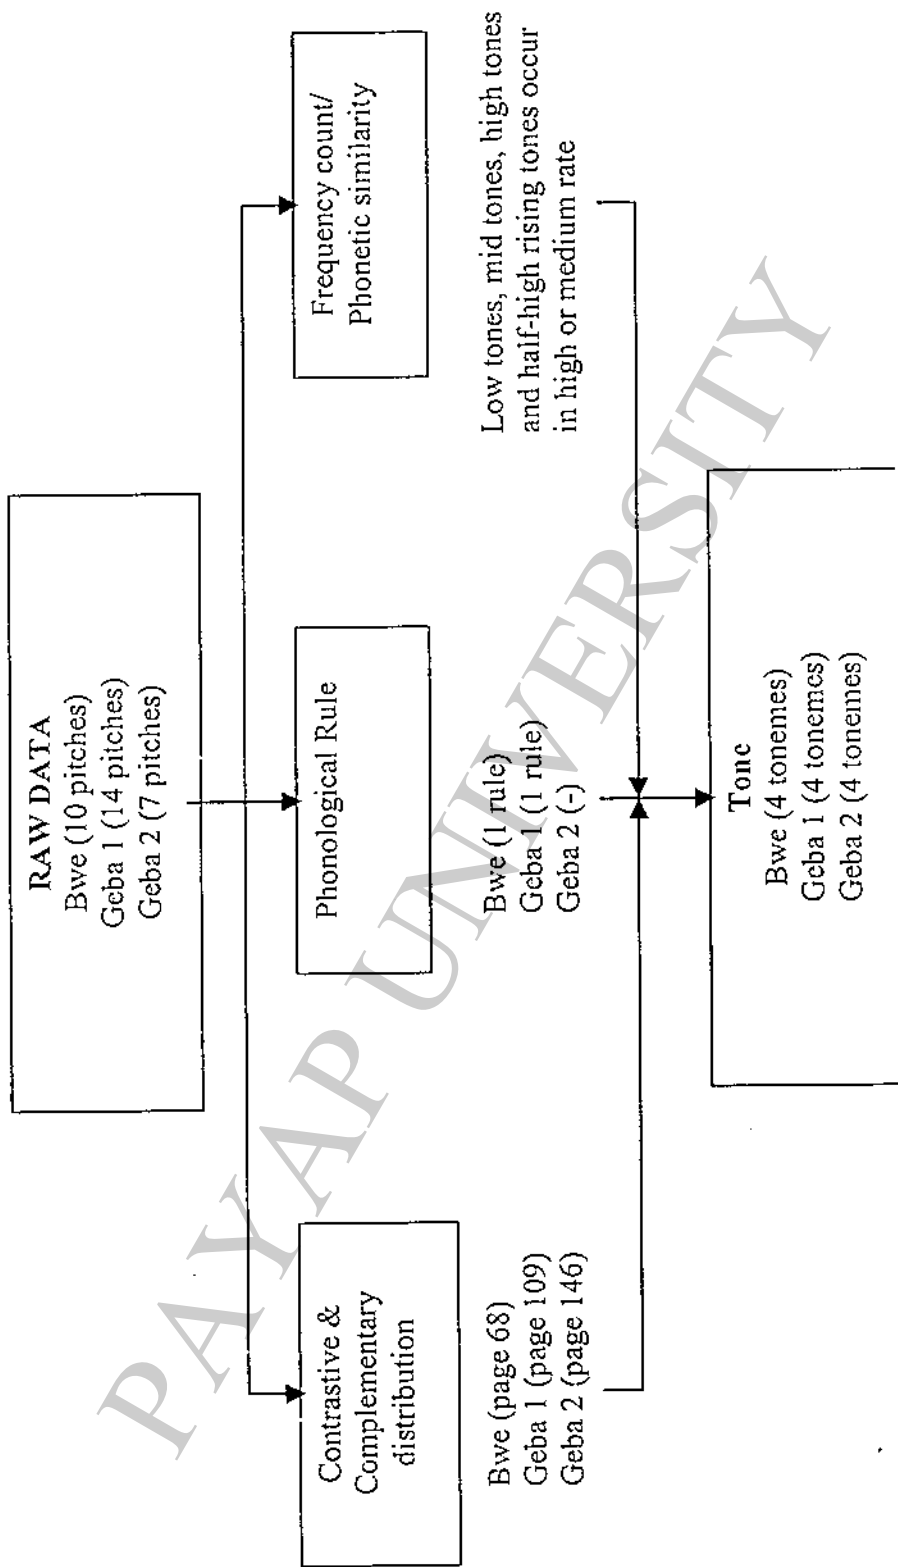 RAW DATA
Bwe (10 pitches)
Geba 1 (14 pitches)
Geba 2 (7 pitches)
Contrastive &
Complementary
distribution
Phonological Rule
Frequency count/
Phonetic similarity
Bwe (page 68)
Geba 1 (page 109)
Geba 2 (page 146)
Bwe (1 rule)
Geba 1 (1 rule)
Geba 2 (-)
Low tones, mid tones, high tones
and half-high rising tones occur
in high or medium rate
Tone
Bwe (4 tonemes)
Geba 1 (4 tonemes)
Geba 2 (4 tonemes)
PAYAP UNIVERSITY